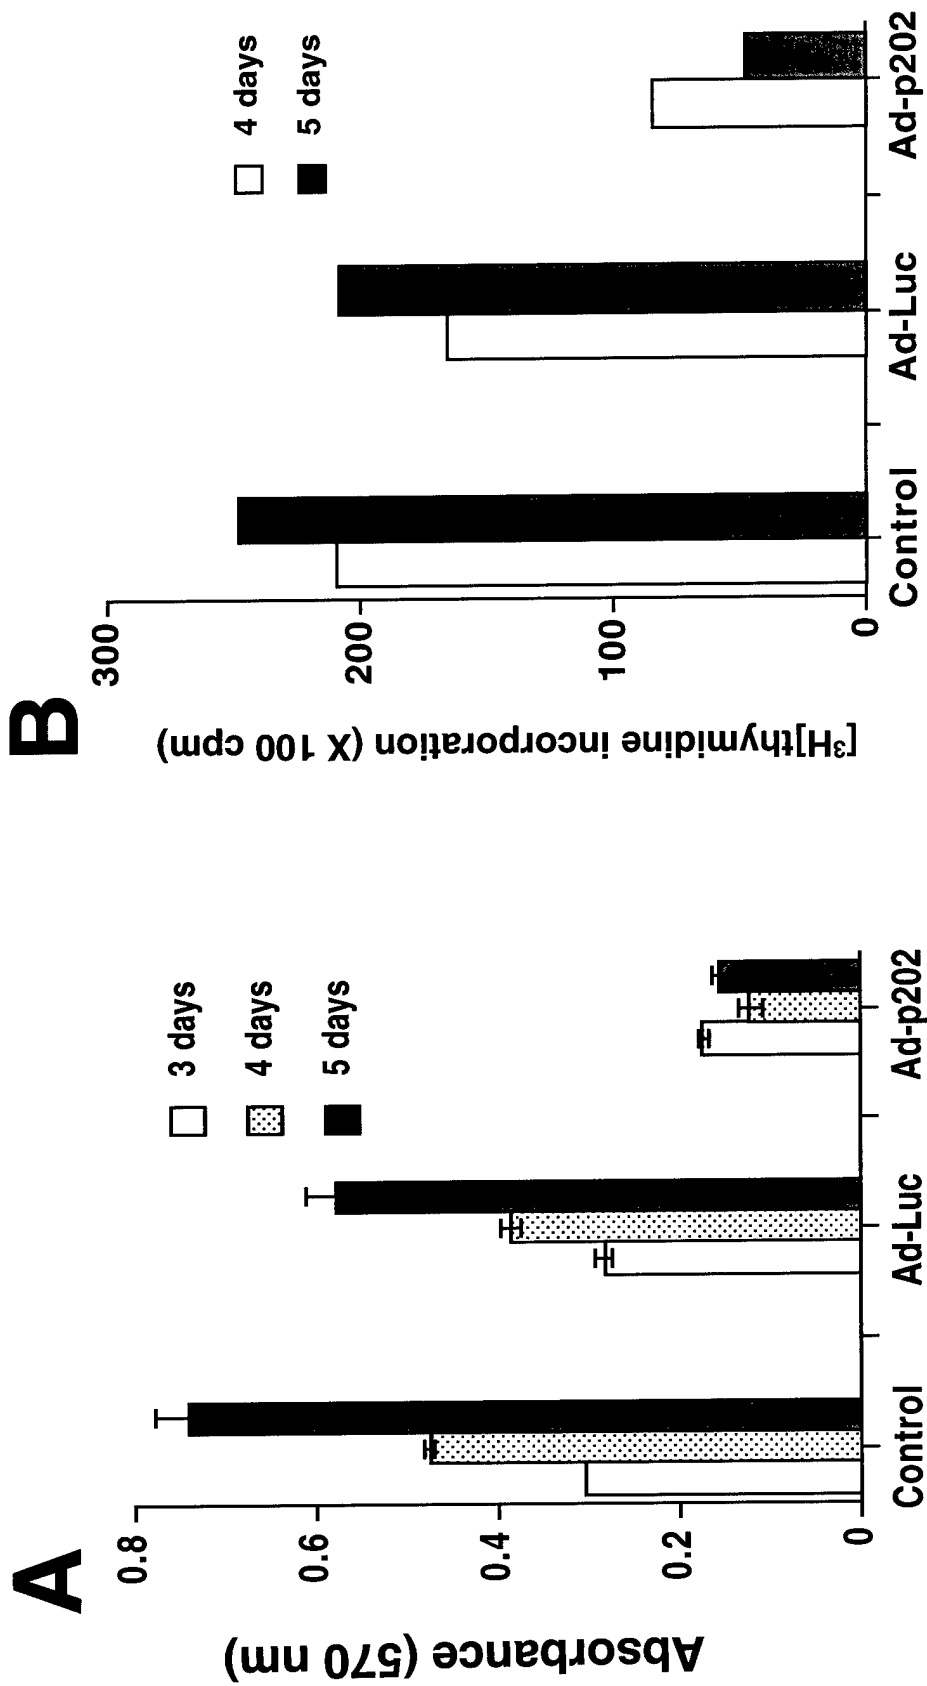 A
Absorbance (570 nm)
0.8
0.6
0.4
0.2
0
3 days
4 days
5 days
Control
Ad-Luc
Ad-p202
B
[³H]thymidine incorporation (X 100 cpm)
300
200
100
0
4 days
5 days
Control
Ad-Luc
Ad-p202